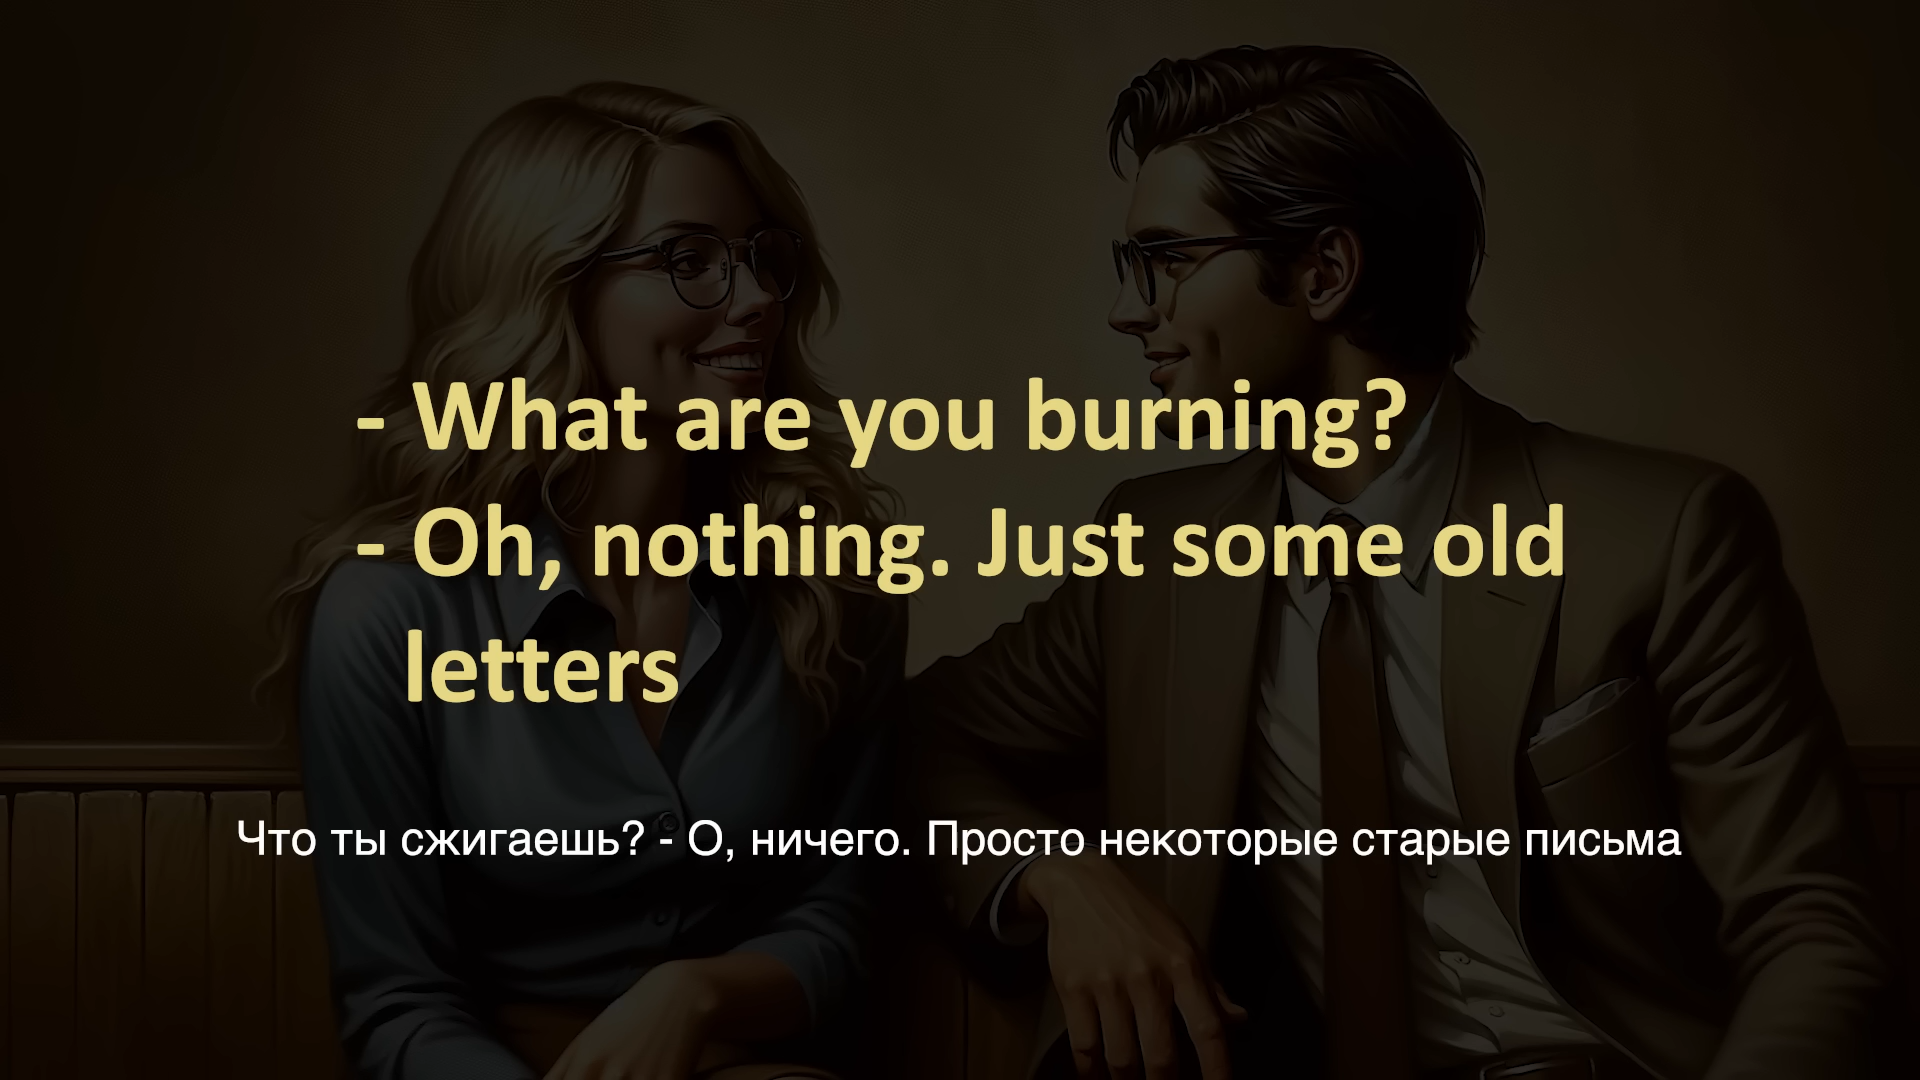 - What are you burning?
- Oh, nothing. Just some old
letters
Что ты сжигаешь? - О, ничего. Просто некоторые старые письма